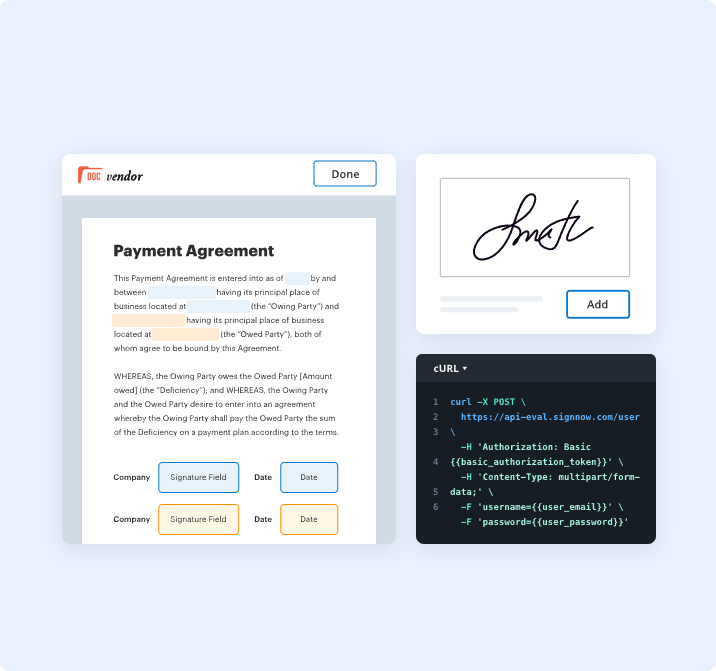 DOC vendor
Done
Payment Agreement
This Payment Agreement is entered into as of by and
between having its principal place of
business located at (the “Owing Party”) and
having its principal place of business
located at (the “Owed Party”), both of
whom agree to be bound by this Agreement.
WHEREAS, the Owing Party owes the Owed Party [Amount
owed] (the “Deficiency”); and WHEREAS, the Owing Party
and the Owed Party desire to enter into an agreement
whereby the Owing Party shall pay the Owed Party the sum
of the Deficiency on a payment plan according to the terms.
Company Signature Field Date Date
Company Signature Field Date Date
Add
cURL
1 curl -X POST \
2 https://api-eval.signnow.com/user
3 \
-H 'Authorization: Basic
4 {{basic_authorization_token}}' \
-H 'Content-Type: multipart/form-
5 data;' \
6 -F 'username={{user_email}}' \
-F 'password={{user_password}}'